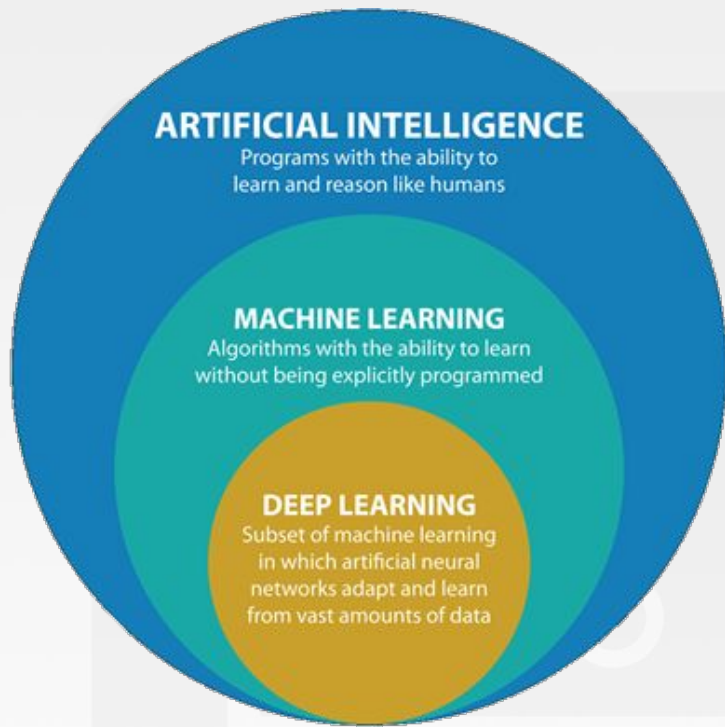 ARTIFICIAL INTELLIGENCE
Programs with the ability to
learn and reason like humans
MACHINE LEARNING
Algorithms with the ability to learn
without being explicitly programmed
DEEP LEARNING
Subset of machine learning
in which artificial neural
networks adapt and learn
from vast amounts of data